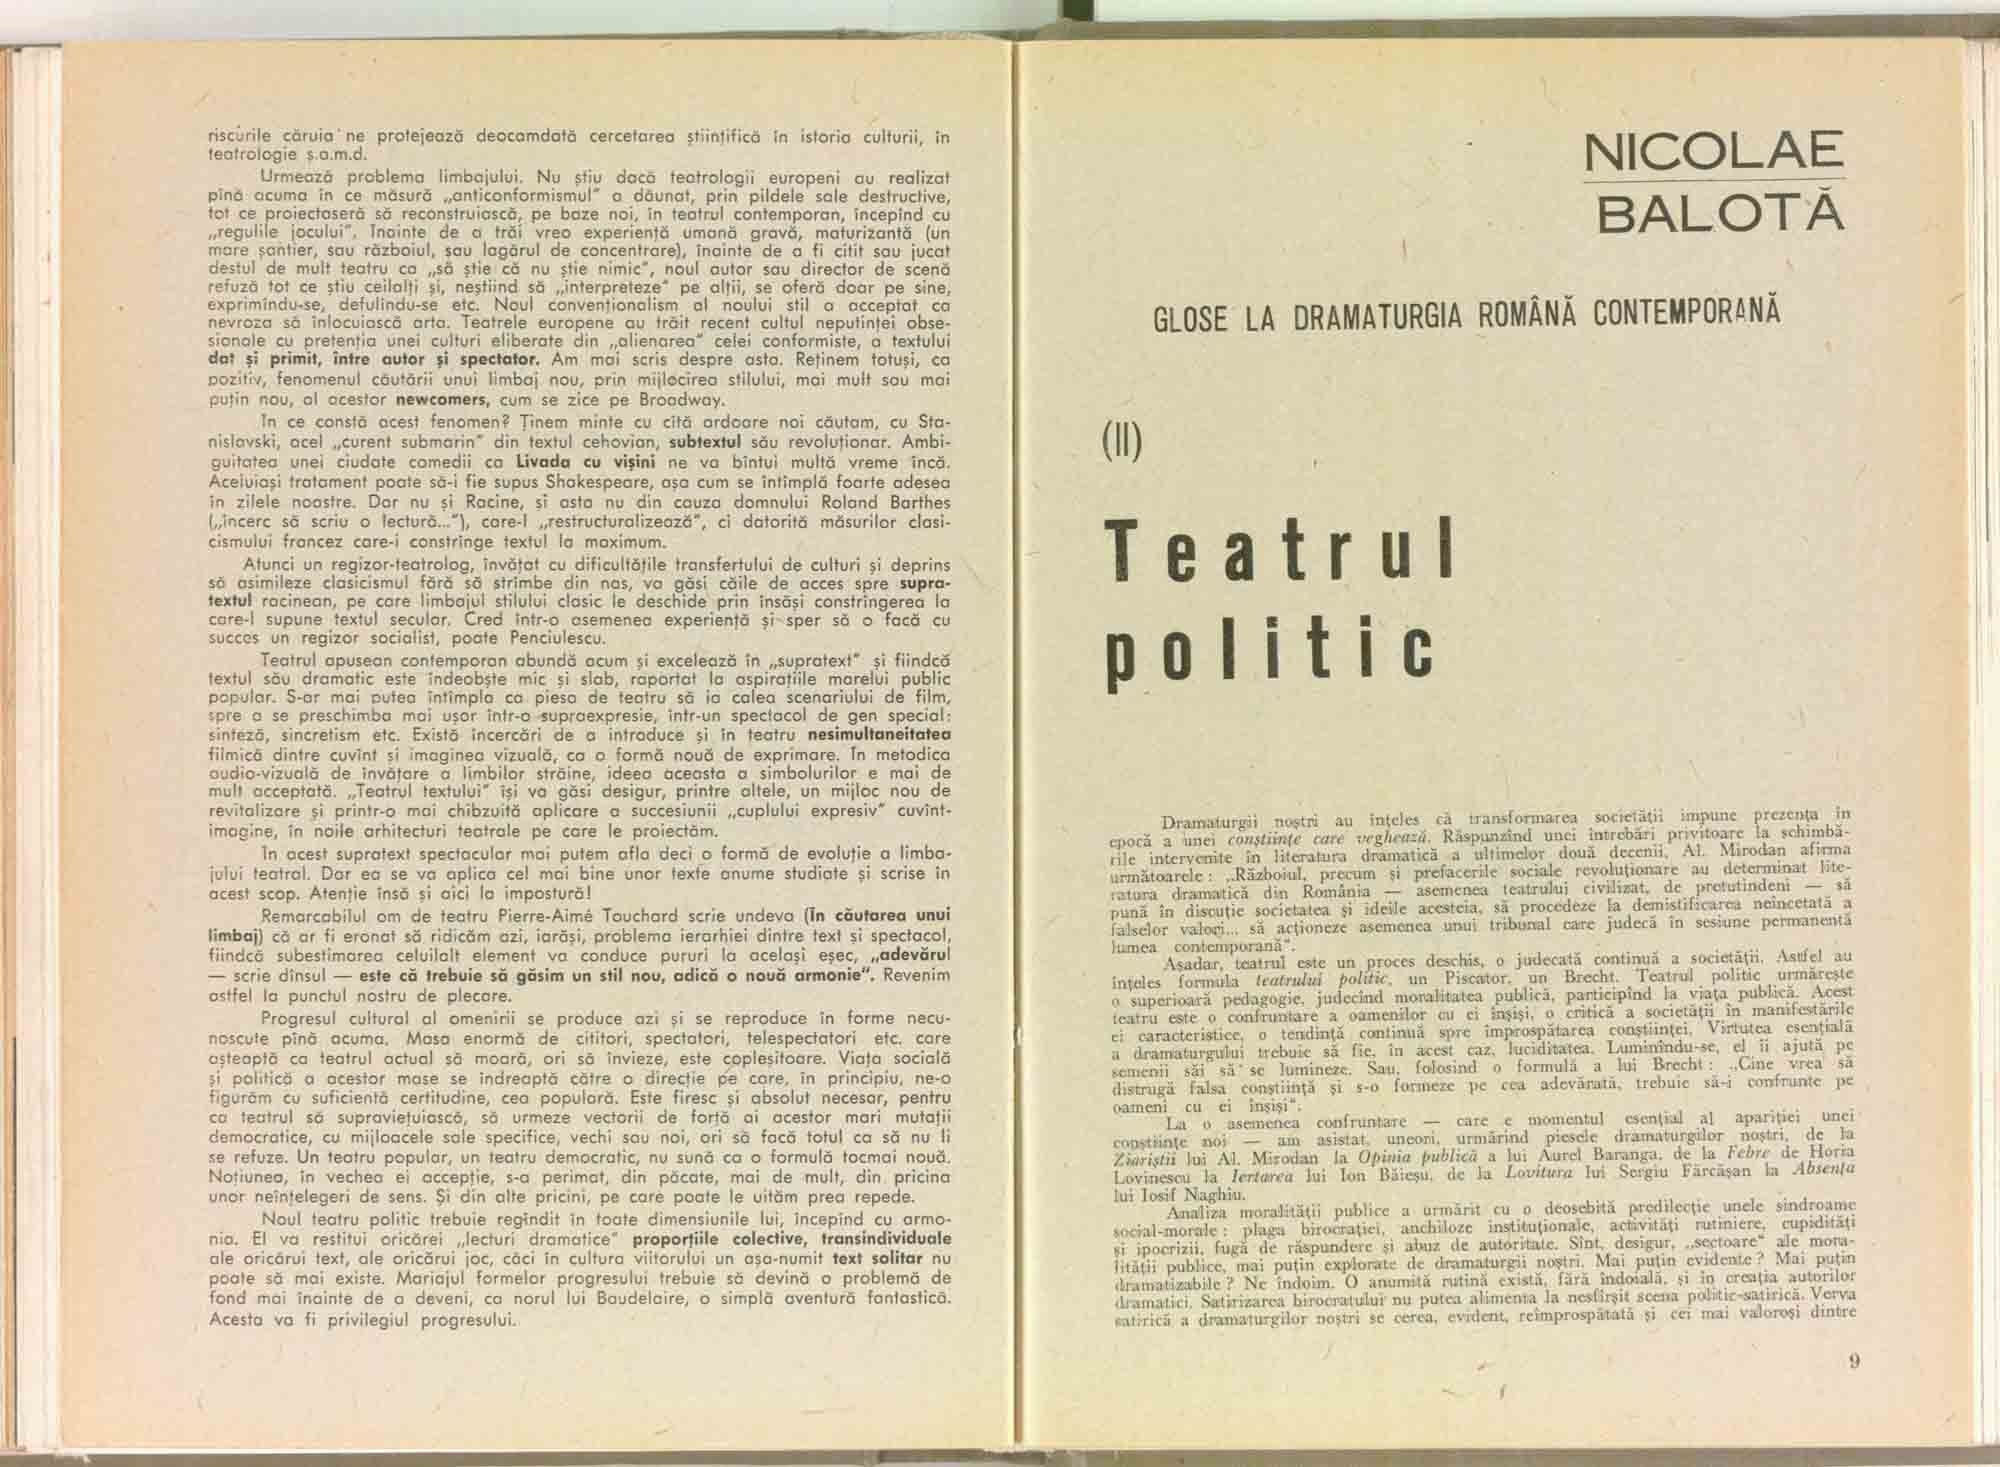 riscurile căruia ne protejează deocamdată cercetarea științifică în istoria culturii, în
teatrologie ș.a.m.d.
Urmează problema limbajului. Nu știu dacă teatrologii europeni au realizat
pînă acuma în ce măsură „anticonformismul" a dăunat, prin pildele sale destructive,
tot ce proiectaseră să reconstruiască, pe baze noi, în teatrul contemporan, începînd cu
„regulile jocului". Înainte de a trăi vreo experiență umană gravă, maturizantă (un
mare șantier, sau războiul, sau lagărul de concentrare), înainte de a fi citit sau jucat
destul de mult teatru ca „să știe că nu știe nimic", noul autor sau director de scenă
refuză tot ce știu ceilalți și, neștiind să „interpreteze" pe alții, se oferă doar pe sine,
exprimîndu-se, defulîndu-se etc. Noul convenționalism al noului stil a acceptat ca
nevroza să înlocuiască arta. Teatrele europene au trăit recent cultul neputinței obse-
sionale cu pretenția unei culturi eliberate din „alienarea" celei conformiste, a textului
dat și primit, între autor și spectator. Am mai scris despre asta. Reținem totuși, ca
pozitiv, fenomenul căutării unui limbaj nou, prin mijlocirea stilului, mai mult sau mai
puțin nou, al acestor newcomers, cum se zice pe Broadway.
În ce constă acest fenomen? Ținem minte cu cîtă ardoare noi căutam, cu Sta-
nislavski, acel „curent submarin" din textul cehovian, subtextul său revoluționar. Ambi-
guitatea unei ciudate comedii ca Livada cu vișini ne va bîntui multă vreme încă.
Aceluiași tratament poate să-i fie supus Shakespeare, așa cum se întîmplă foarte adesea
în zilele noastre. Dar nu și Racine, și asta nu din cauza domnului Roland Barthes
(„încerc să scriu o lectură..."), care-l „restructuralizează", ci datorită măsurilor clasi-
cismului francez care-i constrînge textul la maximum.
Atunci un regizor-teatrolog, învățat cu dificultățile transfertului de culturi și deprins
să asimileze clasicismul fără să strîmbe din nas, va găsi căile de acces spre supra-
textul racinean, pe care limbajul stilului clasic le deschide prin însăși constrîngerea la
care-l supune textul secular. Cred într-o asemenea experiență și sper să o facă cu
succes un regizor socialist, poate Penciulescu.
Teatrul apusean contemporan abundă acum și excelează în „supratext" și fiindcă
textul său dramatic este îndeobște mic și slab, raportat la aspirațiile marelui public
popular. S-ar mai putea întîmpla ca piesa de teatru să ia calea scenariului de film,
spre a se preschimba mai ușor într-o supraexpresie, într-un spectacol de gen special:
sinteză, sincretism etc. Există încercări de a introduce și în teatru nesimultaneitatea
filmică dintre cuvînt și imaginea vizuală, ca o formă nouă de exprimare. În metodica
audio-vizuală de învățare a limbilor străine, ideea aceasta a simbolurilor e mai de
mult acceptată. „Teatrul textului" își va găsi desigur, printre altele, un mijloc nou de
revitalizare și printr-o mai chibzuită aplicare a succesiunii „cuplului expresiv" cuvînt-
imagine, în noile arhitecturi teatrale pe care le proiectăm.
În acest supratext spectacular mai putem afla deci o formă de evoluție a limba-
jului teatral. Dar ea se va aplica cel mai bine unor texte anume studiate și scrise în
acest scop. Atenție însă și aici la impostură!
Remarcabilul om de teatru Pierre-Aimé Touchard scrie undeva (În căutarea unui
limbaj) că ar fi eronat să ridicăm azi, iarăși, problema ierarhiei dintre text și spectacol,
fiindcă subestimarea celuilalt element va conduce pururi la același eșec, „adevărul
— scrie dînsul — este că trebuie să găsim un stil nou, adică o nouă armonie". Revenim
astfel la punctul nostru de plecare.
Progresul cultural al omenirii se produce azi și se reproduce în forme necu-
noscute pînă acuma. Masa enormă de cititori, spectatori, telespectatori etc. care
așteaptă ca teatrul actual să moară, ori să învieze, este copleșitoare. Viața socială
și politică a acestor mase se îndreaptă către o direcție pe care, în principiu, ne-o
figurăm cu suficientă certitudine, cea populară. Este firesc și absolut necesar, pentru
ca teatrul să supraviețuiască, să urmeze vectorii de forță ai acestor mari mutații
democratice, cu mijloacele sale specifice, vechi sau noi, ori să facă totul ca să nu li
se refuze. Un teatru popular, un teatru democratic, nu sună ca o formulă tocmai nouă.
Noțiunea, în vechea ei accepție, s-a perimat, din păcate, mai de mult, din pricina
unor neînțelegeri de sens. Și din alte pricini, pe care poate le uităm prea repede.
Noul teatru politic trebuie regîndit în toate dimensiunile lui, începînd cu armo-
nia. El va restitui oricărei „lecturi dramatice" proporțiile colective, transindividuale
ale oricărui text, ale oricărui joc, căci în cultura viitorului un așa-numit text solitar nu
poate să mai existe. Mariajul formelor progresului trebuie să devină o problemă de
fond mai înainte de a deveni, ca norul lui Baudelaire, o simplă aventură fantastică.
Acesta va fi privilegiul progresului.
NICOLAE
BALOTĂ
GLOSE LA DRAMATURGIA ROMÂNĂ CONTEMPORANĂ
(II)
Teatrul
politic
Dramaturgii noștri au înțeles că transformarea societății impune prezența în
epocă a unei conștiințe care veghează. Răspunzînd unei întrebări privitoare la schimbă-
rile intervenite în literatura dramatică a ultimelor două decenii, Al. Mirodan afirma
următoarele : „Războiul, precum și prefacerile sociale revoluționare au determinat lite-
ratura dramatică din România — asemenea teatrului civilizat, de pretutindeni — să
pună în discuție societatea și ideile acesteia, să procedeze la demistificarea neîncetată a
falselor valori... să acționeze asemenea unui tribunal care judecă în sesiune permanentă
lumea contemporană".
Așadar, teatrul este un proces deschis, o judecată continuă a societății. Astfel au
înțeles formula teatrului politic, un Piscator, un Brecht. Teatrul politic urmărește
o superioară pedagogie, judecînd moralitatea publică, participînd la viața publică. Acest
teatru este o confruntare a oamenilor cu ei înșiși, o critică a societății în manifestările
ei caracteristice, o tendință continuă spre împrospătarea conștiinței. Virtutea esențială
a dramaturgului trebuie să fie, în acest caz, luciditatea. Luminîndu-se, el îi ajută pe
semenii săi să se lumineze. Sau, folosind o formulă a lui Brecht : „Cine vrea să
distrugă falsa conștiință și s-o formeze pe cea adevărată, trebuie să-i confrunte pe
oameni cu ei înșiși".
La o asemenea confruntare — care e momentul esențial al apariției unei
conștiințe noi — am asistat, uneori, urmărind piesele dramaturgilor noștri, de la
Ziariștii lui Al. Mirodan la Opinia publică a lui Aurel Baranga, de la Febre de Horia
Lovinescu la Iertarea lui Ion Băieșu, de la Lovitura lui Sergiu Fărcășan la Absența
lui Iosif Naghiu.
Analiza moralității publice a urmărit cu o deosebită predilecție unele sindroame
social-morale : plaga birocrației, anchiloze instituționale, activități rutiniere, cupidități
și ipocrizii, fugă de răspundere și abuz de autoritate. Sînt, desigur, „sectoare" ale mora-
lității publice, mai puțin explorate de dramaturgii noștri. Mai puțin evidente ? Mai puțin
dramatizabile ? Ne îndoim. O anumită rutină există, fără îndoială, și în creația autorilor
dramatici. Satirizarea birocratului nu putea alimenta la nesfîrșit scena politic-satirică. Verva
satirică a dramaturgilor noștri se cerea, evident, reîmprospătată și cei mai valoroși dintre
9